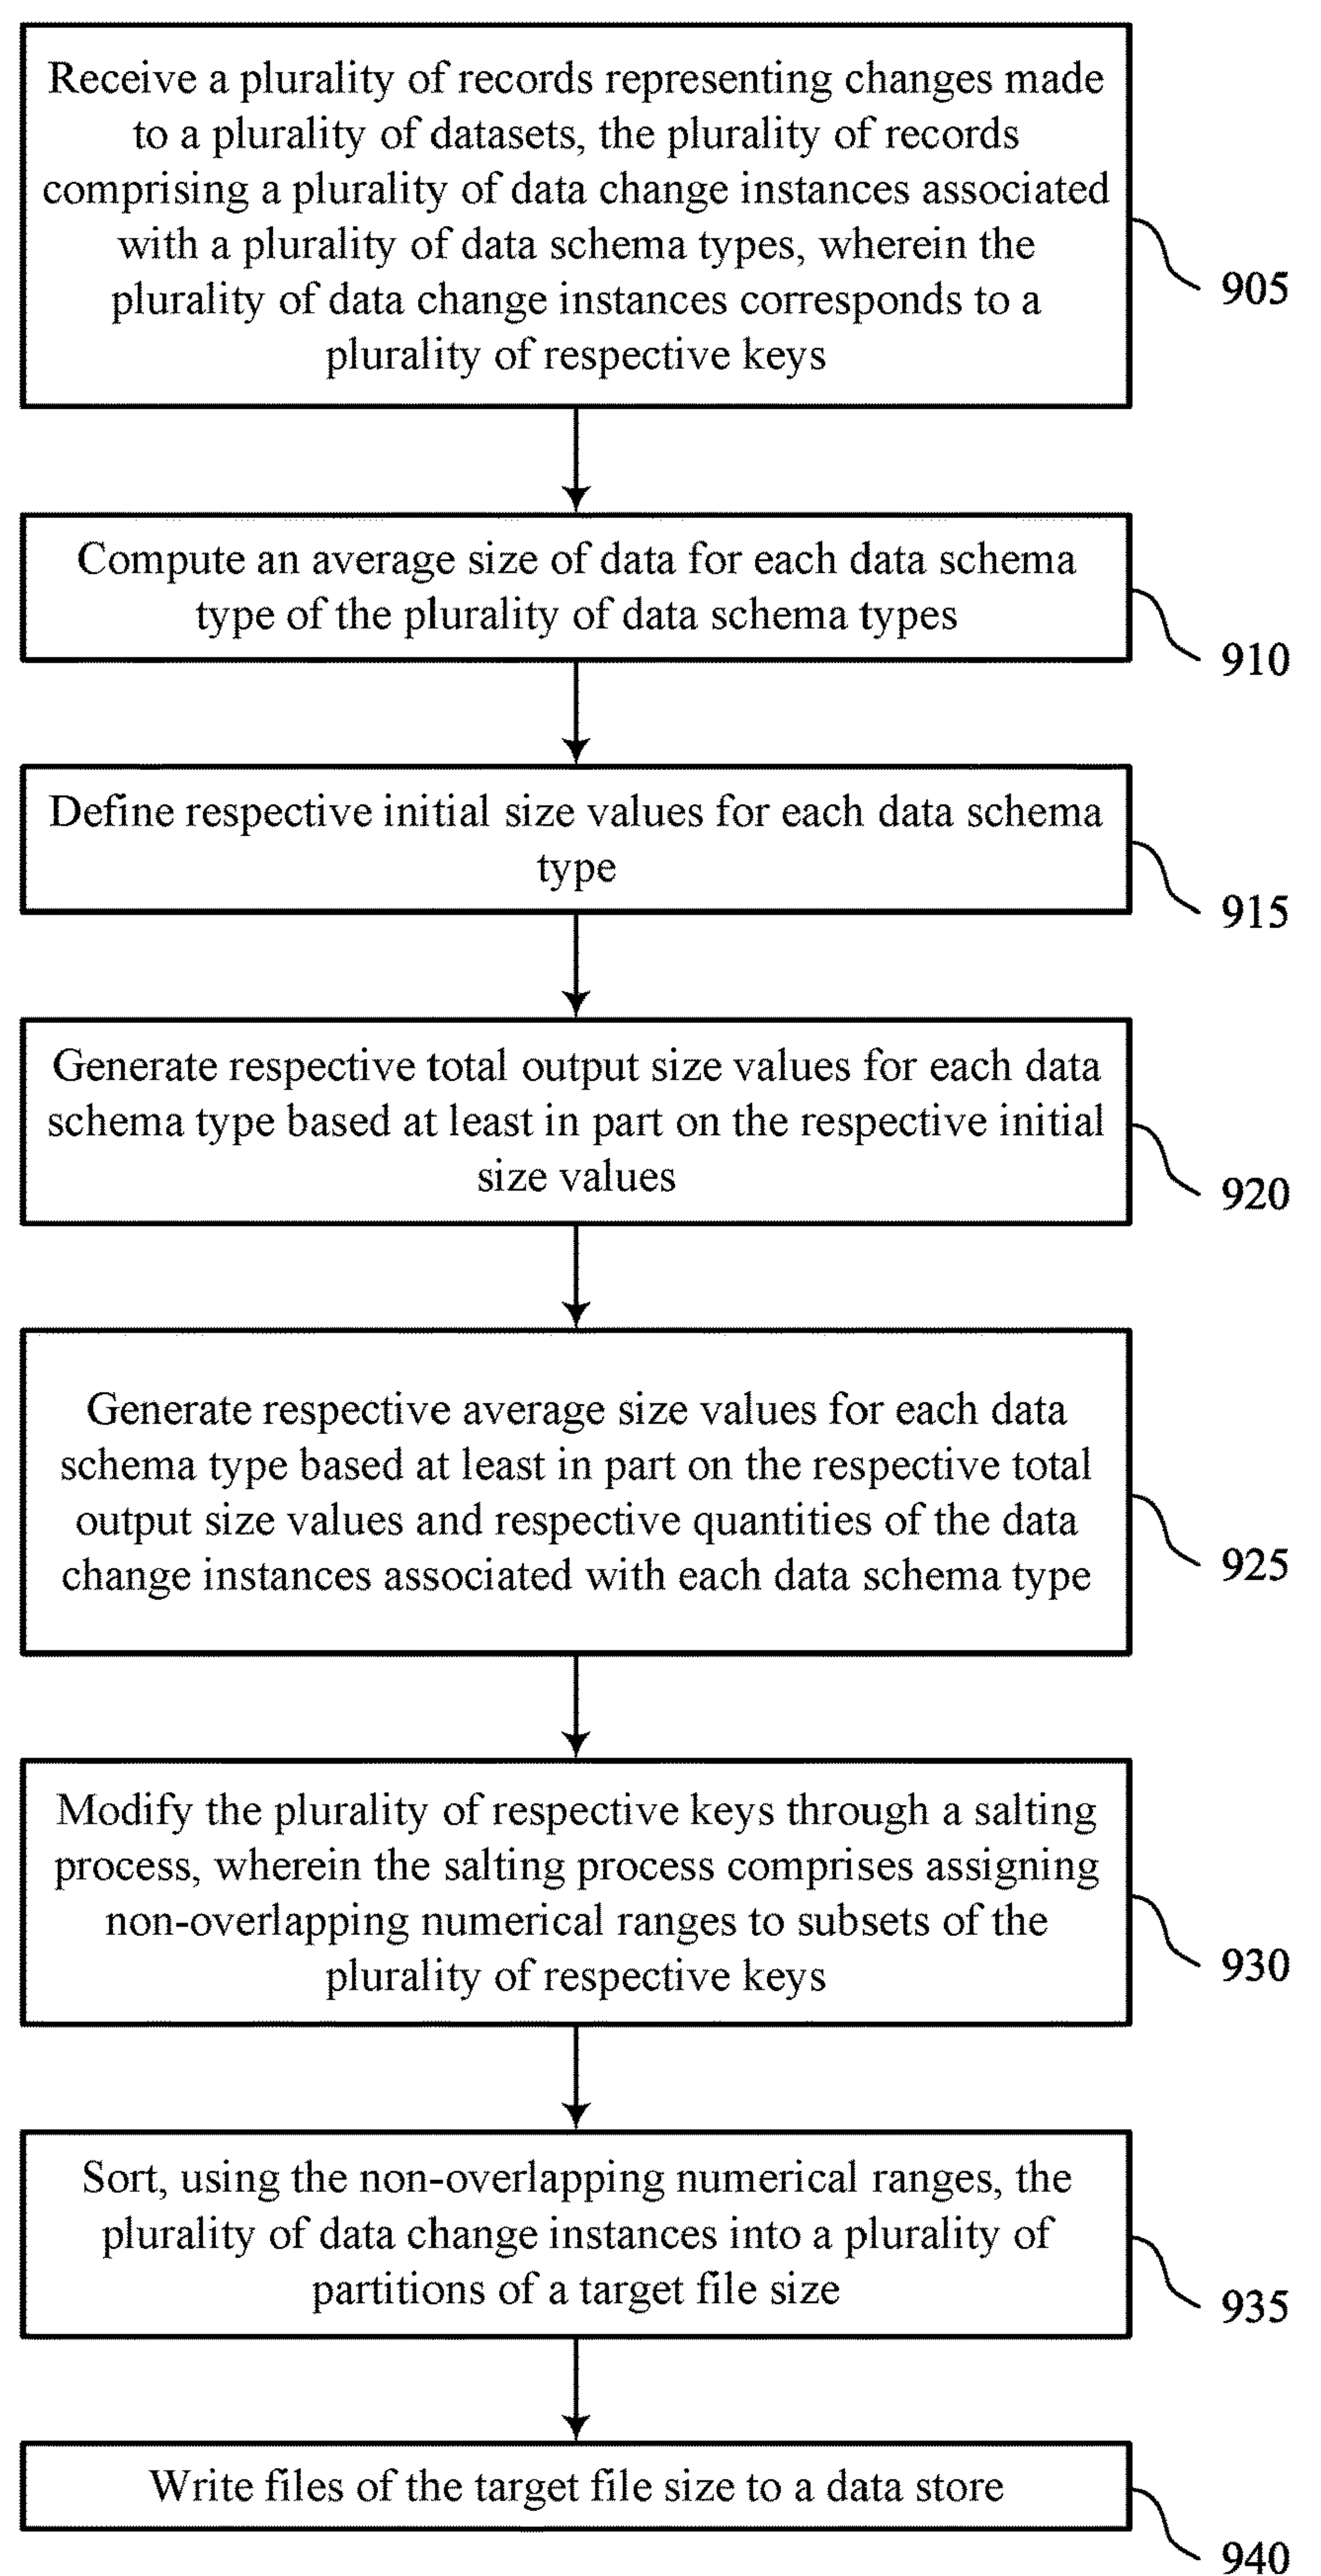 Receive a plurality of records representing changes made
to a plurality of datasets, the plurality of records
comprising a plurality of data change instances associated
with a plurality of data schema types, wherein the
plurality of data change instances corresponds to a
plurality of respective keys
905
Compute an average size of data for each data schema
type of the plurality of data schema types
910
Define respective initial size values for each data schema
type
915
Generate respective total output size values for each data
schema type based at least in part on the respective initial
size values
920
Generate respective average size values for each data
schema type based at least in part on the respective total
output size values and respective quantities of the data
change instances associated with each data schema type
925
Modify the plurality of respective keys through a salting
process, wherein the salting process comprises assigning
non-overlapping numerical ranges to subsets of the
plurality of respective keys
930
Sort, using the non-overlapping numerical ranges, the
plurality of data change instances into a plurality of
partitions of a target file size
935
Write files of the target file size to a data store
940